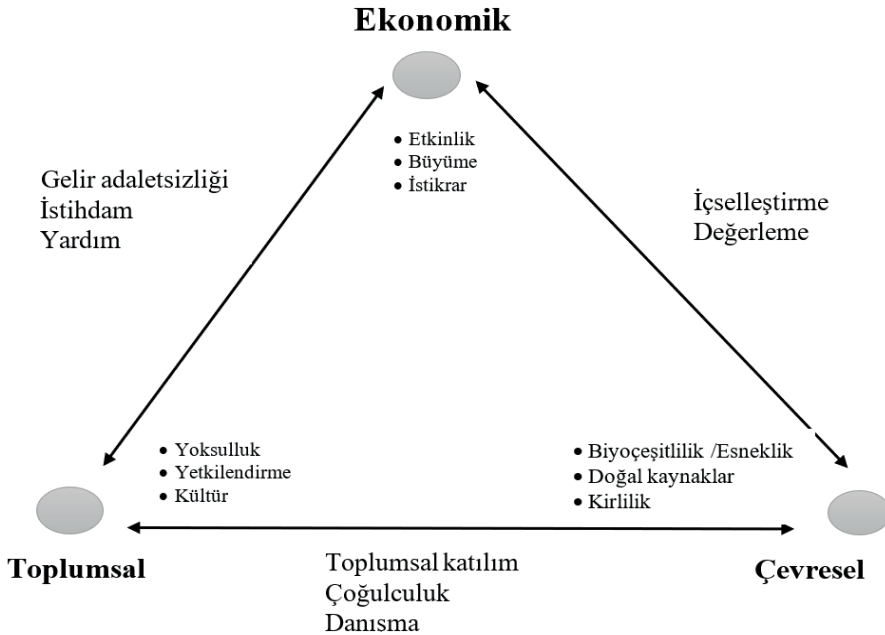 Ekonomik
• Etkinlik
• Büyüme
• İstikrar
Gelir adaletsizliği
İstihdam
Yardım
İçselleştirme
Değerleme
• Yoksulluk
• Yetkilendirme
• Kültür
• Biyoçeşitlilik /Esneklik
• Doğal kaynaklar
• Kirlilik
Toplumsal
Çevresel
Toplumsal katılım
Çoğulculuk
Danışma